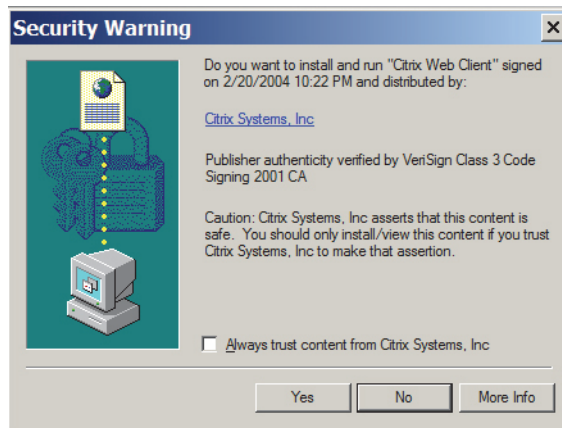 Security Warning
Do you want to install and run "Citrix Web Client" signed
on 2/20/2004 10:22 PM and distributed by:
Citrix Systems, Inc
Publisher authenticity verified by VeriSign Class 3 Code
Signing 2001 CA
Caution: Citrix Systems, Inc asserts that this content is
safe. You should only install/view this content if you trust
Citrix Systems, Inc to make that assertion.
Always trust content from Citrix Systems, Inc
Yes No More Info